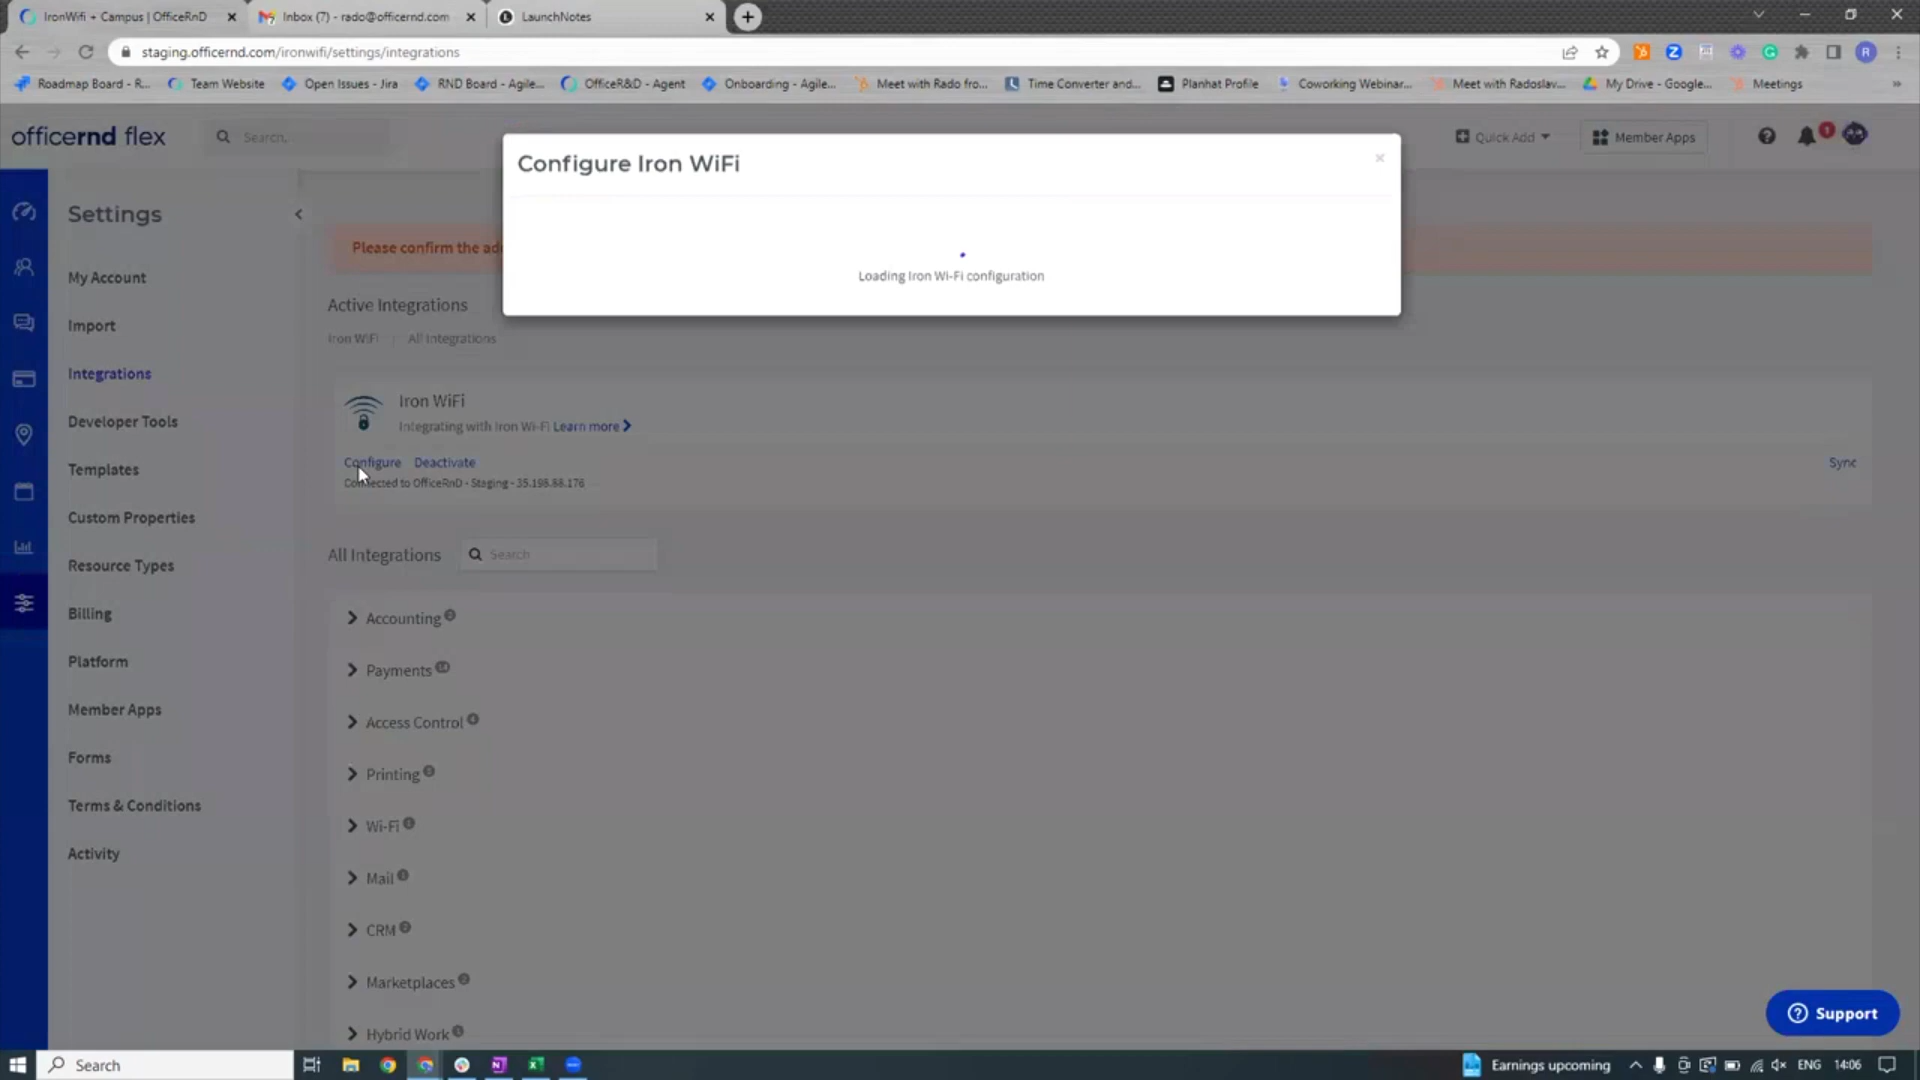 IronWifi + Campus | OfficeRnD
Inbox (7) - rado@officernd.com
LaunchNotes
staging.officernd.com/ironwifi/settings/integrations
Roadmap Board - R...
Team Website
Open Issues - Jira
RND Board - Agile...
OfficeR&D - Agent
Onboarding - Agile...
Meet with Rado fro...
Time Converter and...
Planhat Profile
Coworking Webinar...
Meet with Radoslav...
My Drive - Google...
Meetings
officernd flex
Search,
Quick Add
Member Apps
1
Configure Iron WiFi
Loading Iron Wi-Fi configuration
Settings
My Account
Import
Integrations
Developer Tools
Templates
Custom Properties
Resource Types
Billing
Platform
Member Apps
Forms
Terms & Conditions
Activity
Please confirm the
Active Integrations
Iron WiFi | All Integrations
Iron WiFi
Integrating with Iron Wi-Fi Learn more
Configure Deactivate
Sync
Connected to OfficeRnD - Staging - 35.198.88.176
All Integrations
Search
Accounting
Payments
Access Control
Printing
Wi-Fi
Mail
CRM
Marketplaces
Hybrid Work
Support
Search
Earnings upcoming
ENG
14:06